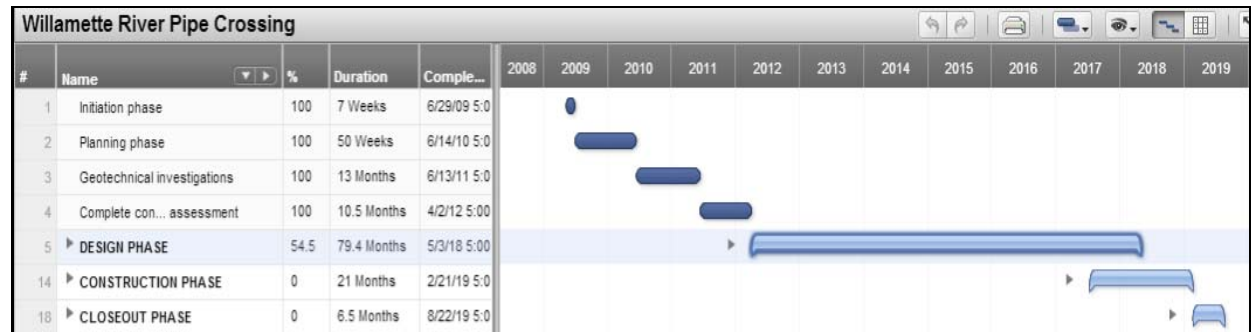 Willamette River Pipe Crossing
# Name % Duration Comple... 2008 2009 2010 2011 2012 2013 2014 2015 2016 2017 2018 2019
1 Initiation phase 100 7 Weeks 6/29/09 5:0
2 Planning phase 100 50 Weeks 6/14/10 5:0
3 Geotechnical investigations 100 13 Months 6/13/11 5:0
4 Complete con... assessment 100 10.5 Months 4/2/12 5:00
5 DESIGN PHASE 54.5 79.4 Months 5/3/18 5:00
14 CONSTRUCTION PHASE 0 21 Months 2/21/19 5:0
18 CLOSEOUT PHASE 0 6.5 Months 8/22/19 5:0